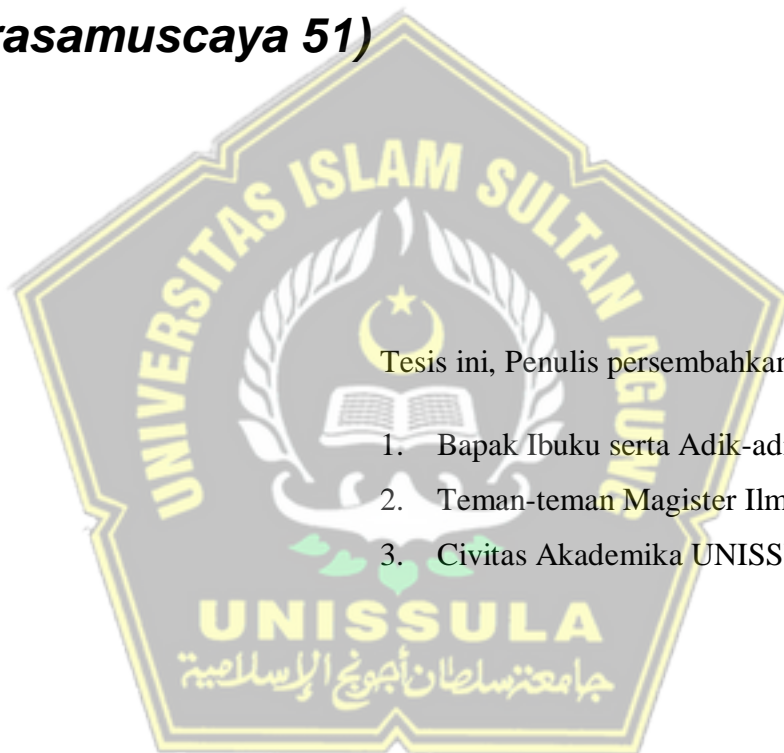 rasamuscaya 51)
UNIVERSITAS ISLAM SULTAN AGUNG
Tesis ini, Penulis persembahkan
1. Bapak Ibuku serta Adik-ad
2. Teman-teman Magister Ilm
3. Civitas Akademika UNISS
UNISSULA
جامعة سلطان أجونج الإسلامية